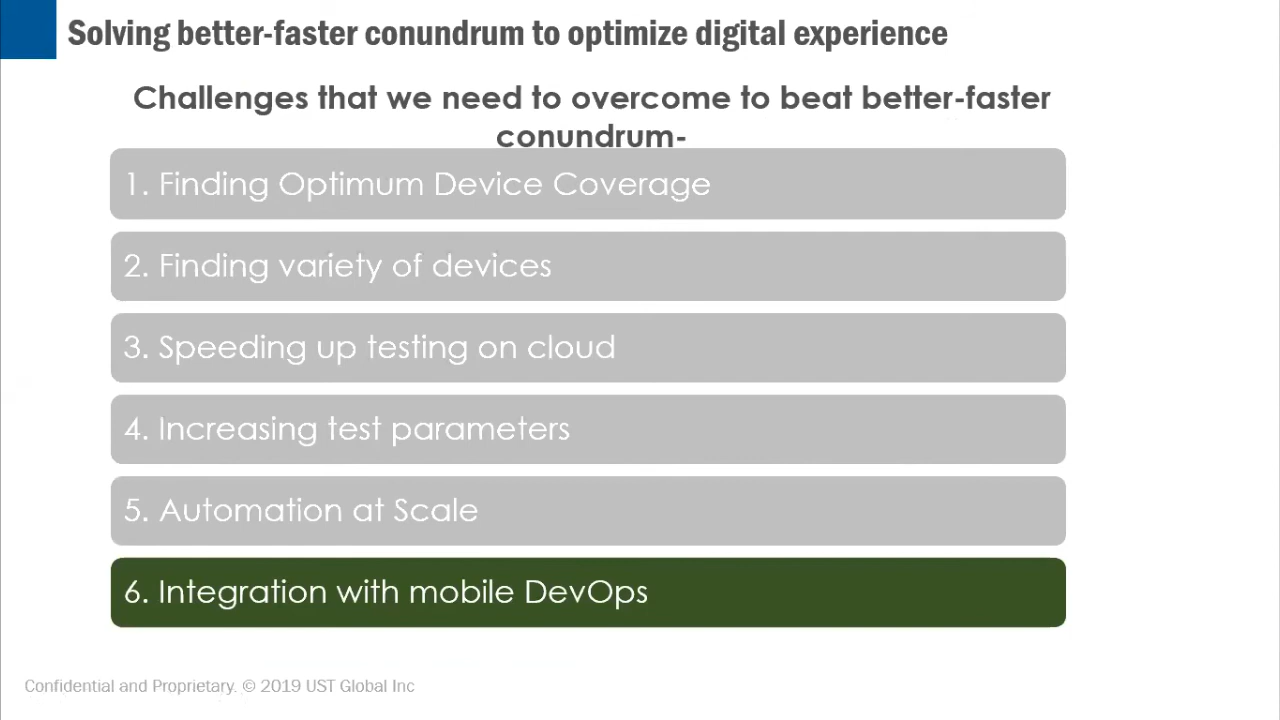 Solving better-faster conundrum to optimize digital experience
Challenges that we need to overcome to beat better-faster
conundrum-
1. Finding Optimum Device Coverage
2. Finding variety of devices
3. Speeding up testing on cloud
4. Increasing test parameters
5. Automation at Scale
6. Integration with mobile DevOps
Confidential and Proprietary. © 2019 UST Global Inc